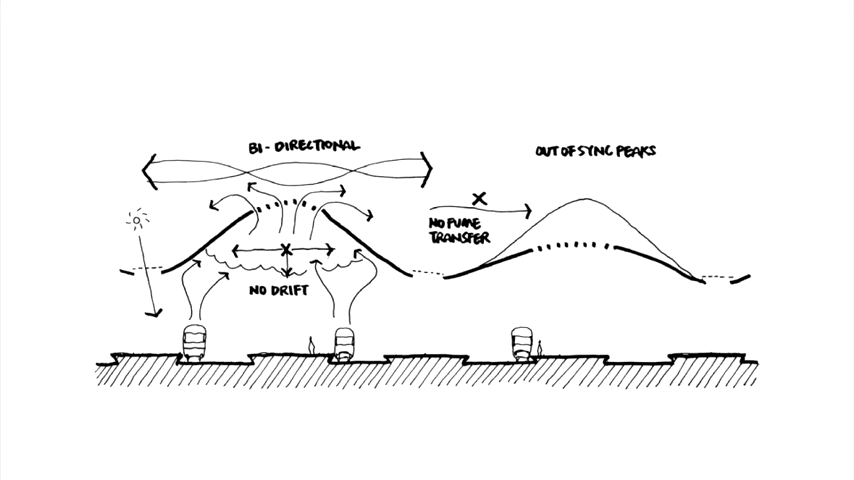 BI-DIRECTIONAL
OUT OF SYNC PEAKS
X
NO FUME
TRANSFER
X
NO DRIFT